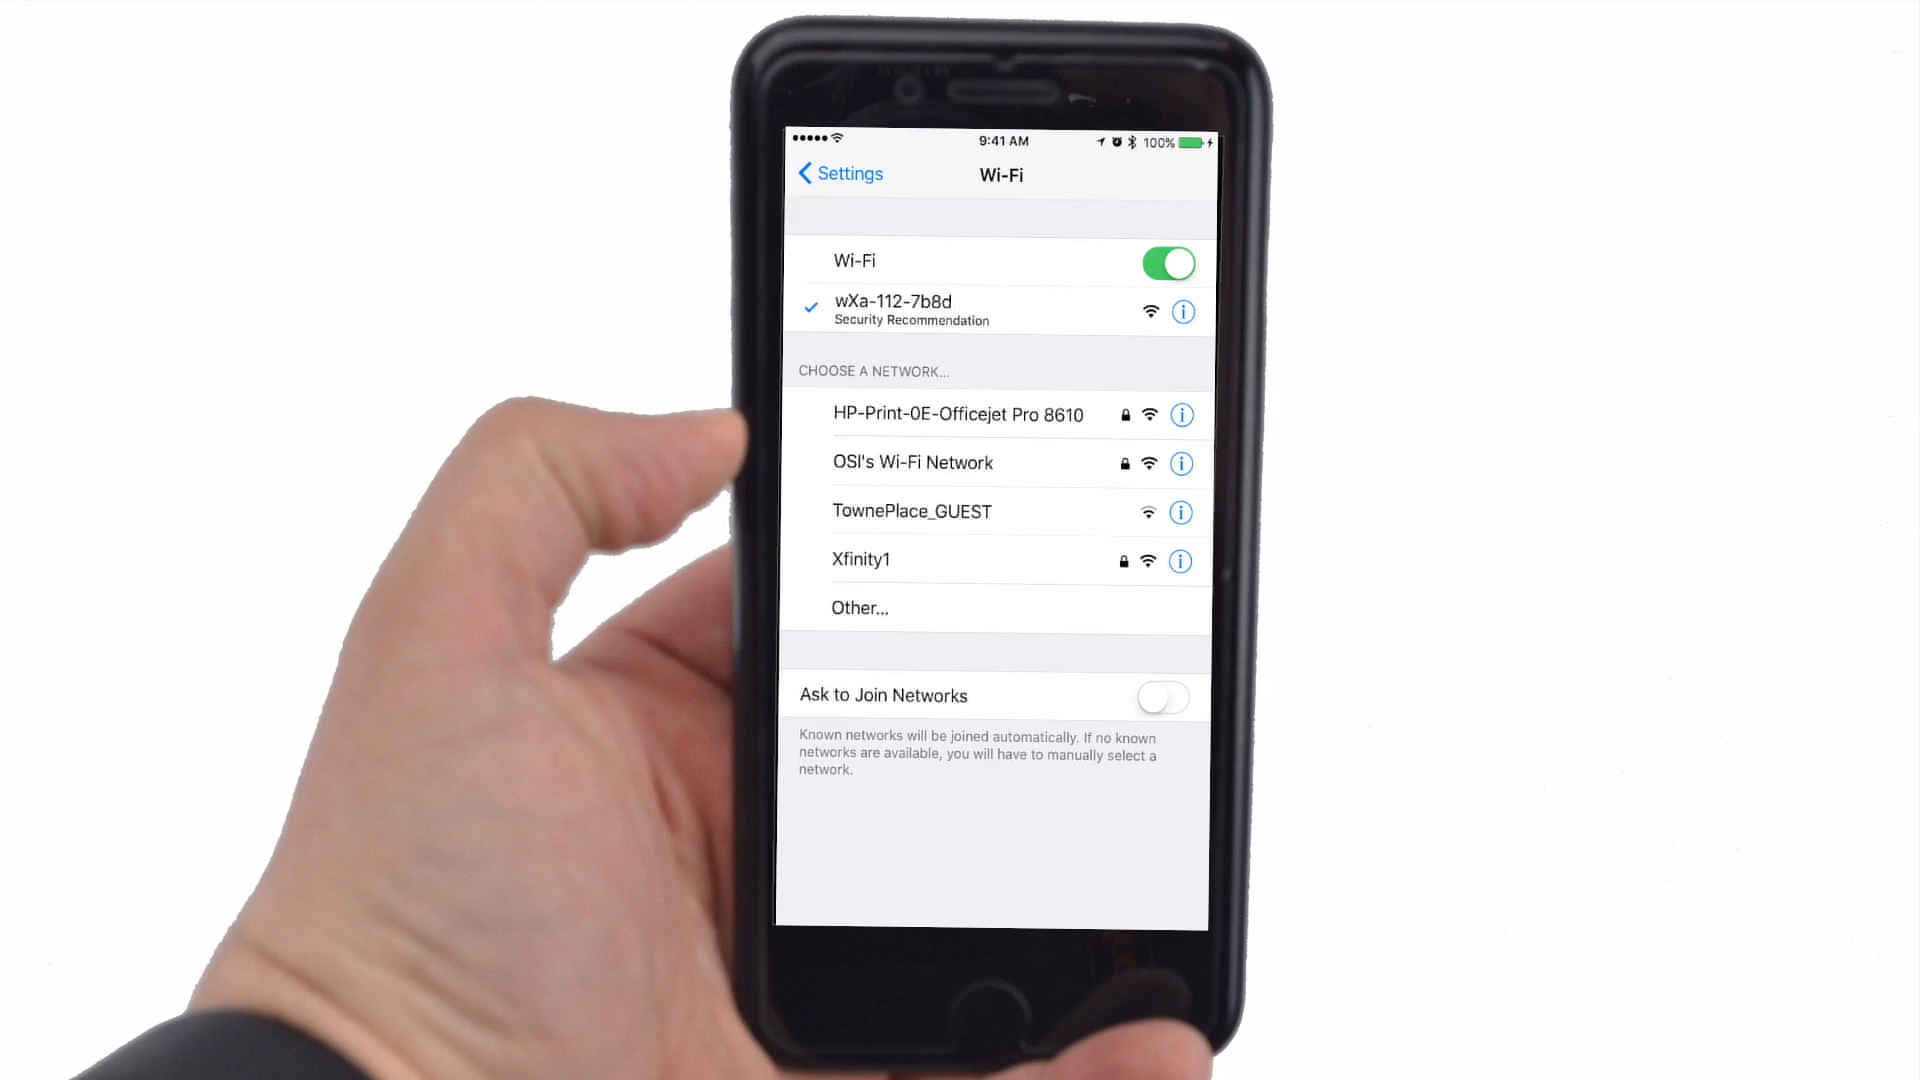 9:41 AM 100%
Settings Wi-Fi
Wi-Fi
wXa-112-7b8d
Security Recommendation
CHOOSE A NETWORK...
HP-Print-0E-Officejet Pro 8610
OSI's Wi-Fi Network
TownePlace_GUEST
Xfinity1
Other...
Ask to Join Networks
Known networks will be joined automatically. If no known
networks are available, you will have to manually select a
network.